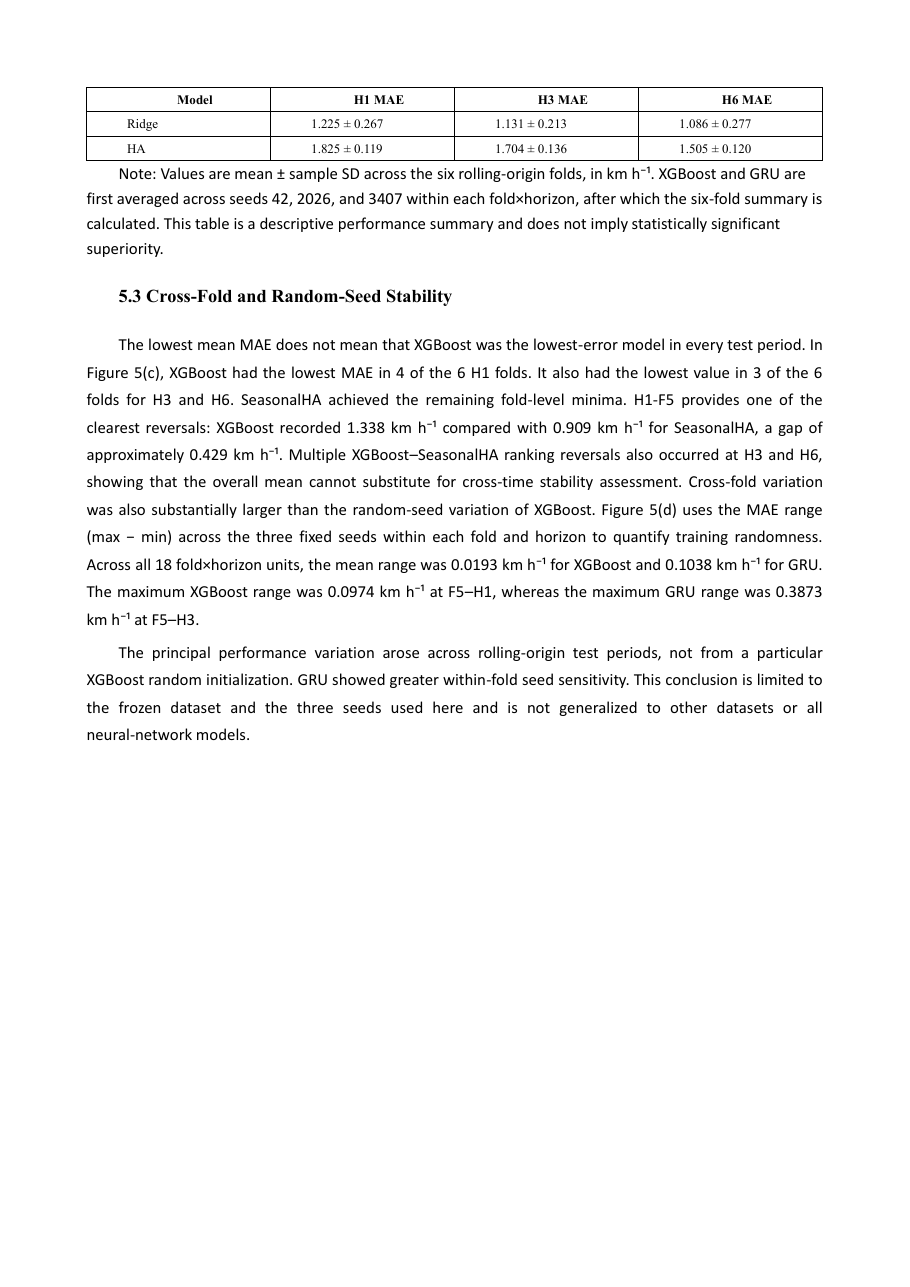 Model H1 MAE H3 MAE H6 MAE
Ridge 1.225 ± 0.267 1.131 ± 0.213 1.086 ± 0.277
HA 1.825 ± 0.119 1.704 ± 0.136 1.505 ± 0.120
Note: Values are mean ± sample SD across the six rolling-origin folds, in km h⁻¹. XGBoost and GRU are
first averaged across seeds 42, 2026, and 3407 within each fold×horizon, after which the six-fold summary is
calculated. This table is a descriptive performance summary and does not imply statistically significant
superiority.
5.3 Cross-Fold and Random-Seed Stability
The lowest mean MAE does not mean that XGBoost was the lowest-error model in every test period. In
Figure 5(c), XGBoost had the lowest MAE in 4 of the 6 H1 folds. It also had the lowest value in 3 of the 6
folds for H3 and H6. SeasonalHA achieved the remaining fold-level minima. H1-F5 provides one of the
clearest reversals: XGBoost recorded 1.338 km h⁻¹ compared with 0.909 km h⁻¹ for SeasonalHA, a gap of
approximately 0.429 km h⁻¹. Multiple XGBoost–SeasonalHA ranking reversals also occurred at H3 and H6,
showing that the overall mean cannot substitute for cross-time stability assessment. Cross-fold variation
was also substantially larger than the random-seed variation of XGBoost. Figure 5(d) uses the MAE range
(max − min) across the three fixed seeds within each fold and horizon to quantify training randomness.
Across all 18 fold×horizon units, the mean range was 0.0193 km h⁻¹ for XGBoost and 0.1038 km h⁻¹ for GRU.
The maximum XGBoost range was 0.0974 km h⁻¹ at F5–H1, whereas the maximum GRU range was 0.3873
km h⁻¹ at F5–H3.
The principal performance variation arose across rolling-origin test periods, not from a particular
XGBoost random initialization. GRU showed greater within-fold seed sensitivity. This conclusion is limited to
the frozen dataset and the three seeds used here and is not generalized to other datasets or all
neural-network models.